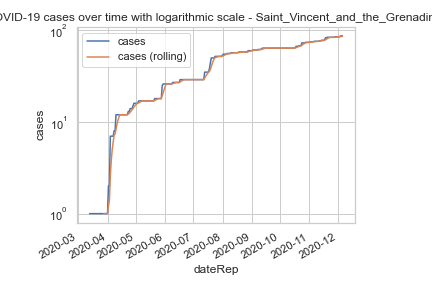 OVID-19 cases over time with logarithmic scale - Saint_Vincent_and_the_Grenadin
cases
cases (rolling)
10²
10¹
10⁰
cases
2020-03
2020-04
2020-05
2020-06
2020-07
2020-08
2020-09
2020-10
2020-11
2020-12
dateRep